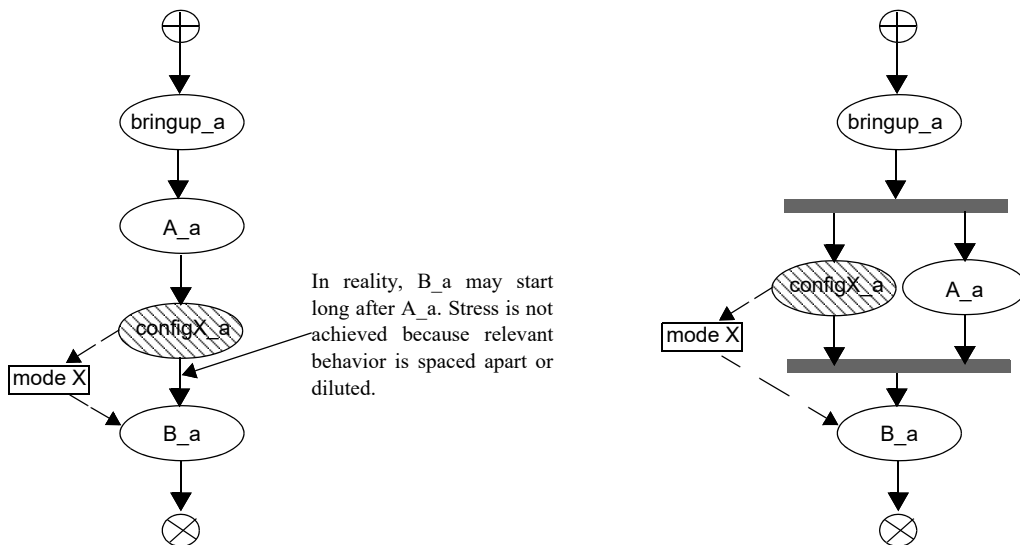 bringup_a
A_a
configX_a
mode X
B_a
In reality, B_a may start
long after A_a. Stress is not
achieved because relevant
behavior is spaced apart or
diluted.
bringup_a
configX_a
A_a
mode X
B_a